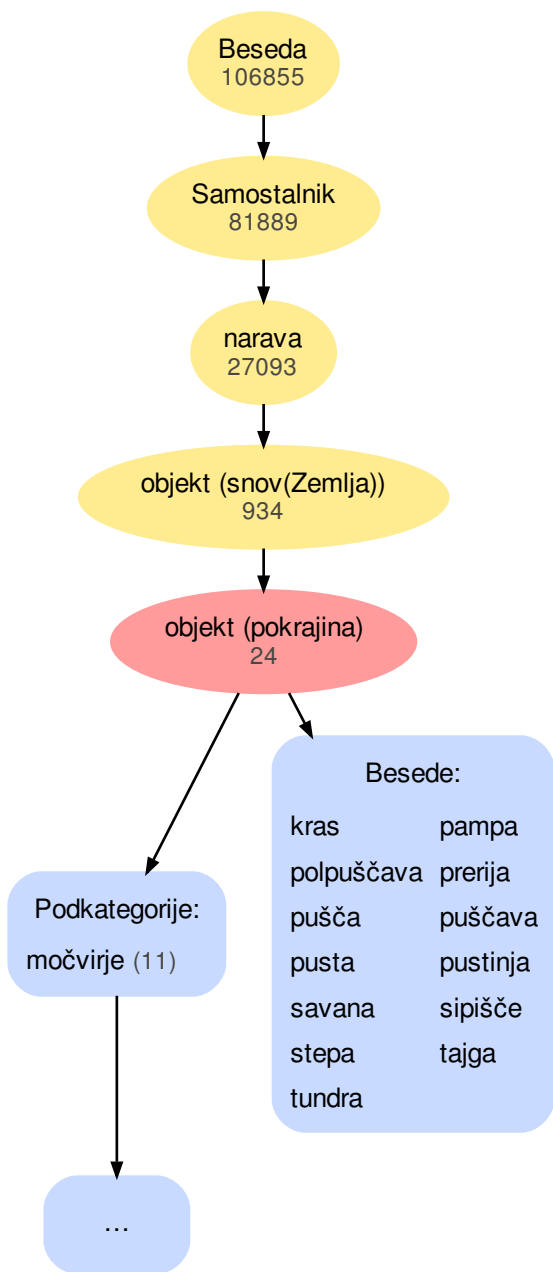 Beseda
106855
Samostalnik
81889
narava
27093
objekt (snov(Zemlja))
934
objekt (pokrajina)
24
Besede:
kras pampa
polpuščava prerija
pušča puščava
pusta pustinja
savana sipišče
stepa tajga
tundra
Podkategorije:
močvirje (11)
...